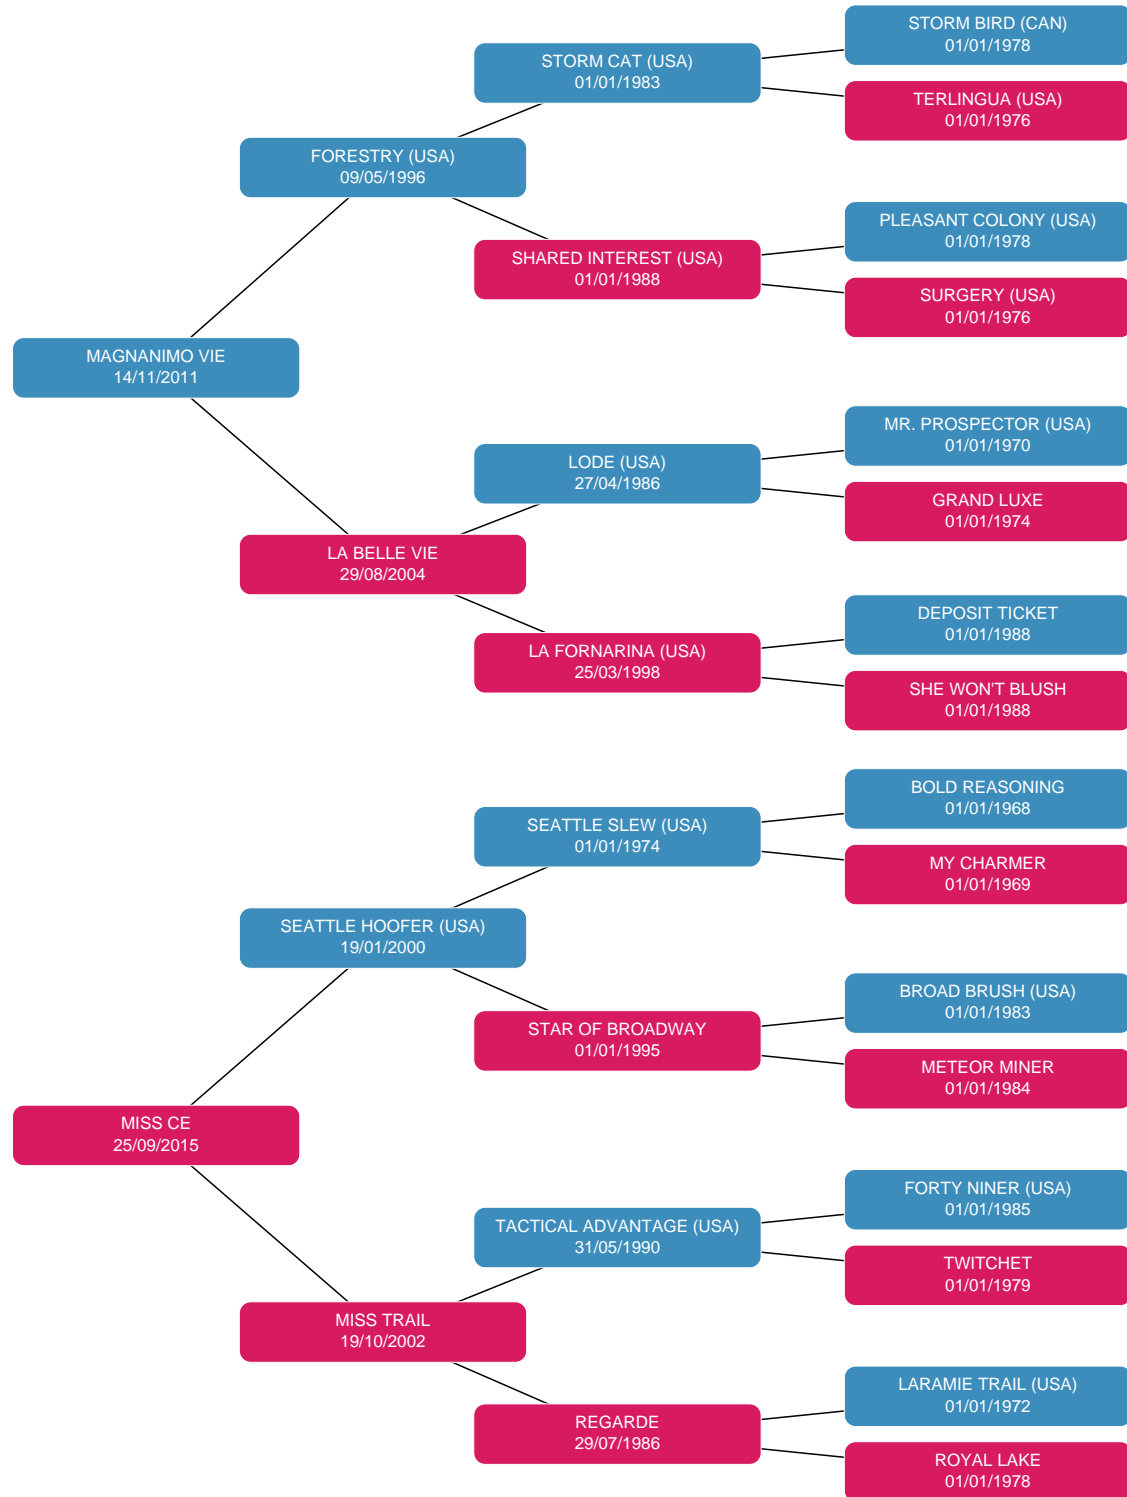 STORM BIRD (CAN)
01/01/1978
STORM CAT (USA)
01/01/1983
TERLINGUA (USA)
01/01/1976
FORESTRY (USA)
09/05/1996
PLEASANT COLONY (USA)
01/01/1978
SHARED INTEREST (USA)
01/01/1988
SURGERY (USA)
01/01/1976
MAGNANIMO VIE
14/11/2011
MR. PROSPECTOR (USA)
01/01/1970
LODE (USA)
27/04/1986
GRAND LUXE
01/01/1974
LA BELLE VIE
29/08/2004
DEPOSIT TICKET
01/01/1988
LA FORNARINA (USA)
25/03/1998
SHE WON'T BLUSH
01/01/1988
BOLD REASONING
01/01/1968
SEATTLE SLEW (USA)
01/01/1974
MY CHARMER
01/01/1969
SEATTLE HOOFER (USA)
19/01/2000
BROAD BRUSH (USA)
01/01/1983
STAR OF BROADWAY
01/01/1995
METEOR MINER
01/01/1984
MISS CE
25/09/2015
FORTY NINER (USA)
01/01/1985
TACTICAL ADVANTAGE (USA)
31/05/1990
TWITCHET
01/01/1979
MISS TRAIL
19/10/2002
LARAMIE TRAIL (USA)
01/01/1972
REGARDE
29/07/1986
ROYAL LAKE
01/01/1978